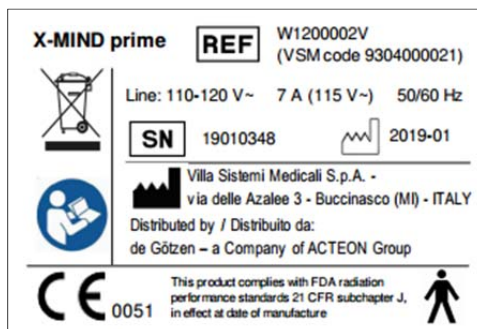 X-MIND prime
REF
W1200002V
(VSM code 9304000021)
Line: 110-120 V~ 7 A (115 V~) 50/60 Hz
SN 19010348 2019-01
Villa Sistemi Medicali S.p.A. -
via delle Azalee 3 - Buccinasco (MI) - ITALY
Distributed by / Distribuito da:
de Götzen – a Company of ACTEON Group
CE 0051
This product complies with FDA radiation
performance standards 21 CFR subchapter J,
in effect at date of manufacture